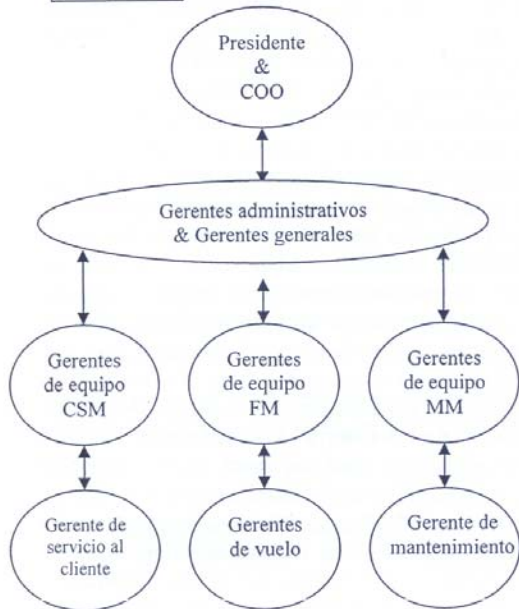 Presidente
&
COO
Gerentes administrativos
& Gerentes generales
Gerentes
de equipo
CSM
Gerentes
de equipo
FM
Gerentes
de equipo
MM
Gerente de
servicio al
cliente
Gerentes
de vuelo
Gerente de
mantenimiento